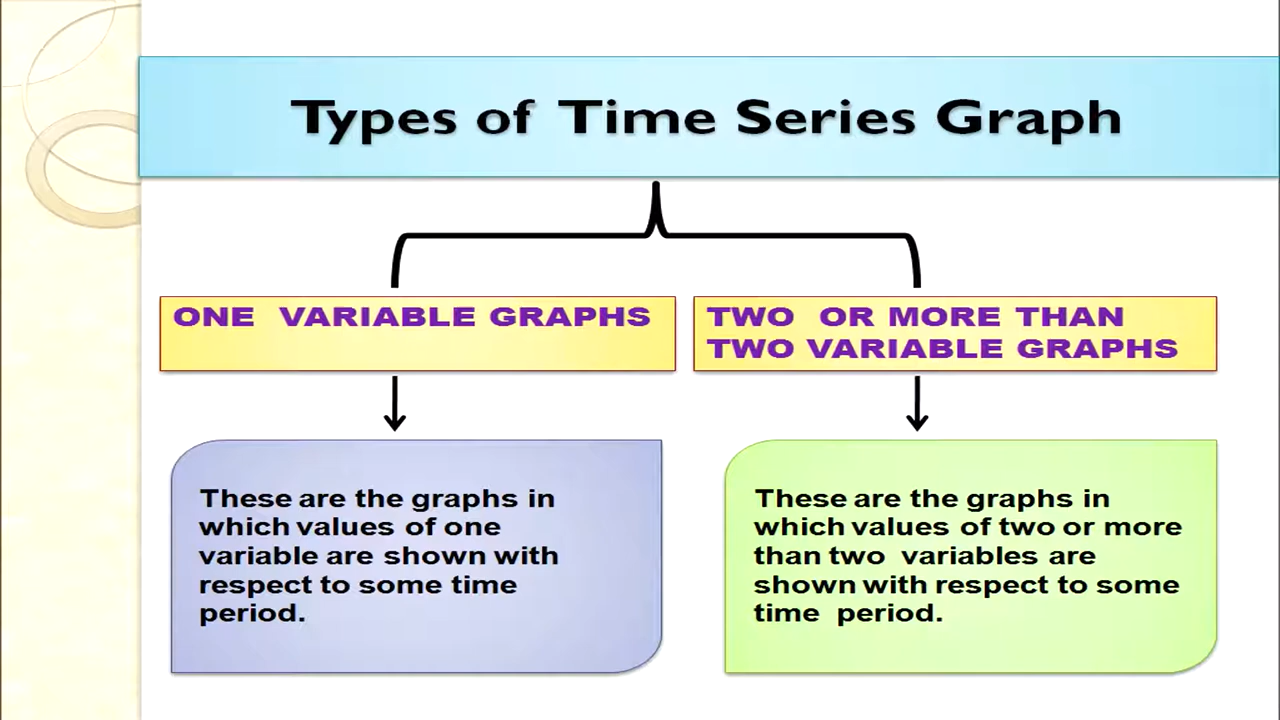 Types of Time Series Graph
ONE VARIABLE GRAPHS
TWO OR MORE THAN
TWO VARIABLE GRAPHS
These are the graphs in
which values of one
variable are shown with
respect to some time
period.
These are the graphs in
which values of two or more
than two variables are
shown with respect to some
time period.